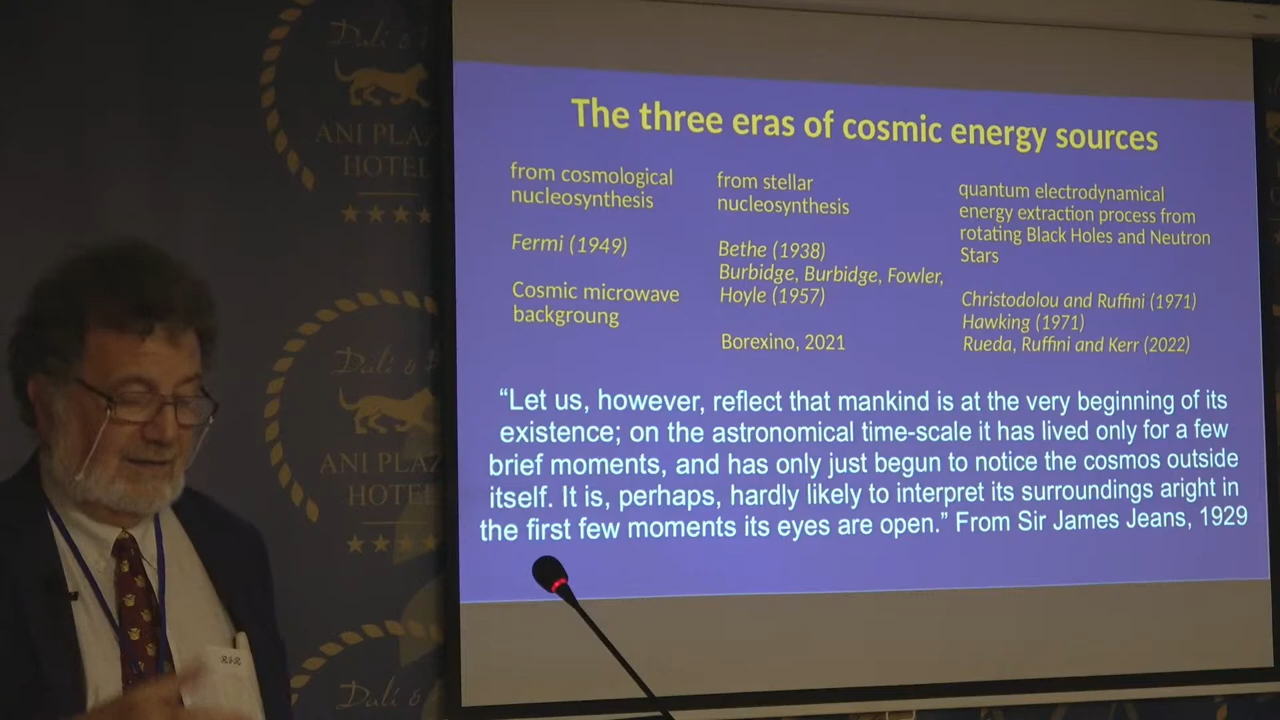 Dali &
ANI PLAZ
HOTEL
Dali &
ANI PLAZ
HOTEL
Dali &
R&R
The three eras of cosmic energy sources
from cosmological
nucleosynthesis
Fermi (1949)
Cosmic microwave
backgroung
from stellar
nucleosynthesis
Bethe (1938)
Burbidge, Burbidge, Fowler,
Hoyle (1957)
Borexino, 2021
quantum electrodynamical
energy extraction process from
rotating Black Holes and Neutron
Stars
Christodolou and Ruffini (1971)
Hawking (1971)
Rueda, Ruffini and Kerr (2022)
“Let us, however, reflect that mankind is at the very beginning of its
existence; on the astronomical time-scale it has lived only for a few
brief moments, and has only just begun to notice the cosmos outside
itself. It is, perhaps, hardly likely to interpret its surroundings aright in
the first few moments its eyes are open.” From Sir James Jeans, 1929